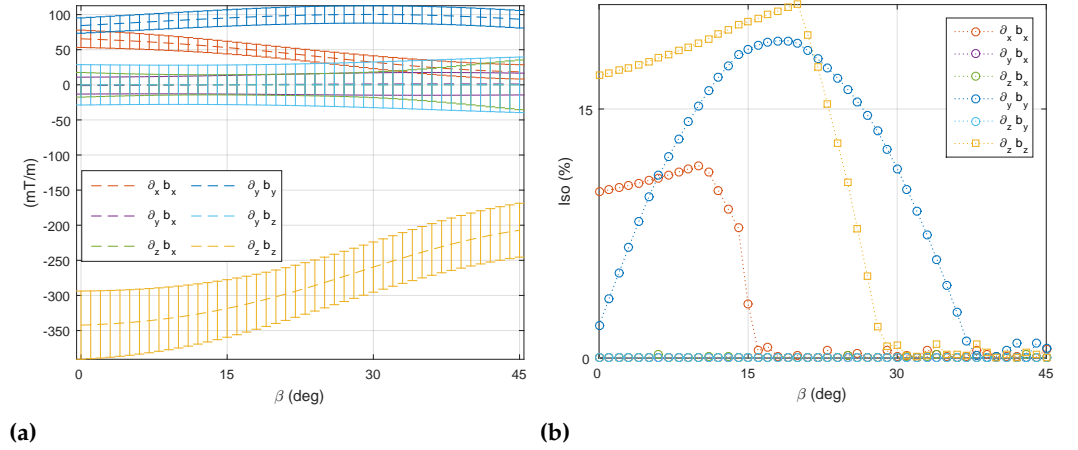 100
50
0
-50
-100
-150
-200
-250
-300
-350
(mT/m)
∂x bx
∂y bx
∂z bx
∂y by
∂y bz
∂z bz
0 15 30 45
β (deg)
(a)
15
0
Iso (%)
∂x bx
∂y bx
∂z bx
∂y by
∂z by
∂z bz
0 15 30 45
β (deg)
(b)